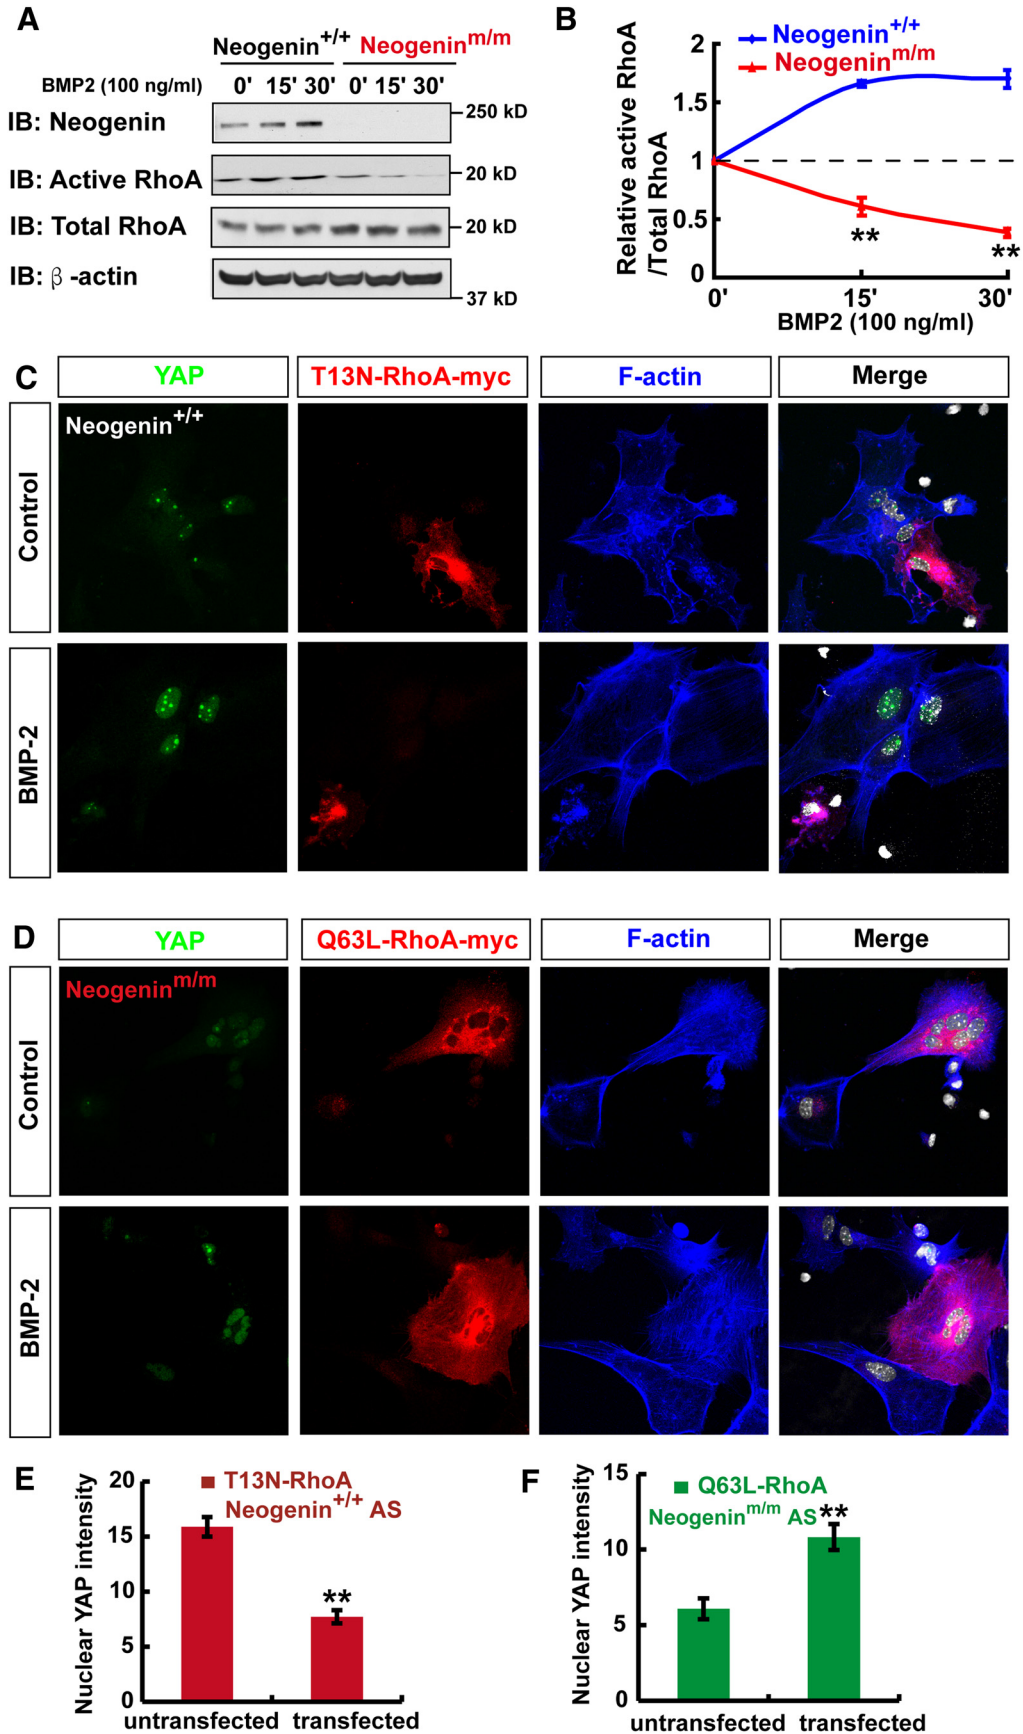 A
Neogenin+/+ Neogeninm/m
BMP2 (100 ng/ml) 0' 15' 30' 0' 15' 30'
IB: Neogenin
250 kD
IB: Active RhoA
20 kD
IB: Total RhoA
20 kD
IB: β -actin
37 kD
B
Neogenin+/+
Neogeninm/m
Relative active RhoA
/Total RhoA
2
1.5
1
0.5
0
**
**
0' 15' 30'
BMP2 (100 ng/ml)
C
YAP T13N-RhoA-myc F-actin Merge
Control
Neogenin+/+
BMP-2
D
YAP Q63L-RhoA-myc F-actin Merge
Control
Neogeninm/m
BMP-2
E
Nuclear YAP intensity
20
15
10
5
0
T13N-RhoA
Neogenin+/+ AS
**
untransfected transfected
F
Nuclear YAP intensity
15
10
5
0
Q63L-RhoA
Neogeninm/m AS
**
untransfected transfected